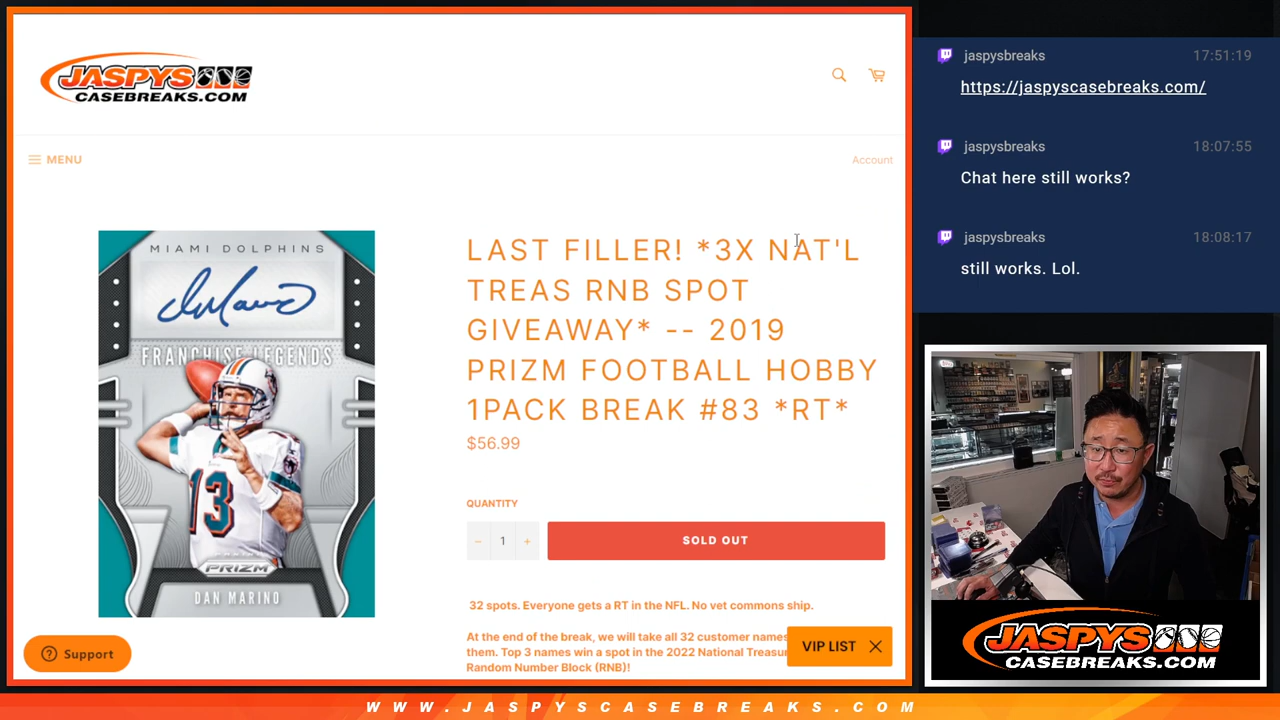 JASPYS
CASEBREAKS.COM
MENU
Account
MIAMI DOLPHINS
FRANCHISE LEGENDS
13
PRIZM
DAN MARINO
LAST FILLER! *3X NAT'L
TREAS RNB SPOT
GIVEAWAY* -- 2019
PRIZM FOOTBALL HOBBY
1PACK BREAK #83 *RT*
$56.99
QUANTITY
− 1 +
SOLD OUT
32 spots. Everyone gets a RT in the NFL. No vet commons ship.
At the end of the break, we will take all 32 customer names
them. Top 3 names win a spot in the 2022 National
Random Number Block (RNB)!
Support
VIP LIST
jaspysbreaks 17:51:19
https://jaspyscasebreaks.com/
jaspysbreaks 18:07:55
Chat here still works?
jaspysbreaks 18:08:17
still works. Lol.
JASPYS
CASEBREAKS.COM
WWW.JASPYSCASEBREAKS.COM